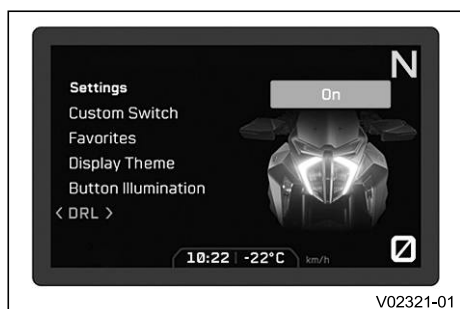 N
Settings
On
Custom Switch
Favorites
Display Theme
Button Illumination
< DRL >
10:22 | -22°C km/h
0
V02321-01